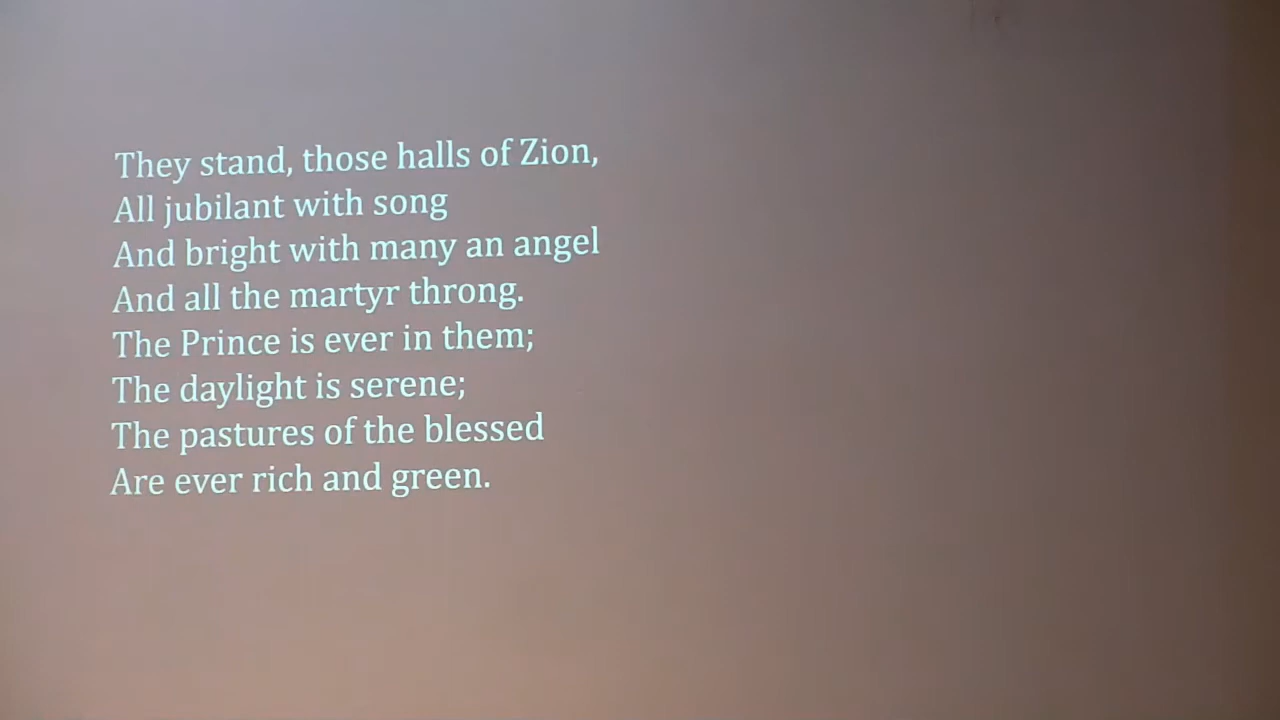 They stand, those halls of Zion,
All jubilant with song
And bright with many an angel
And all the martyr throng.
The Prince is ever in them;
The daylight is serene;
The pastures of the blessed
Are ever rich and green.